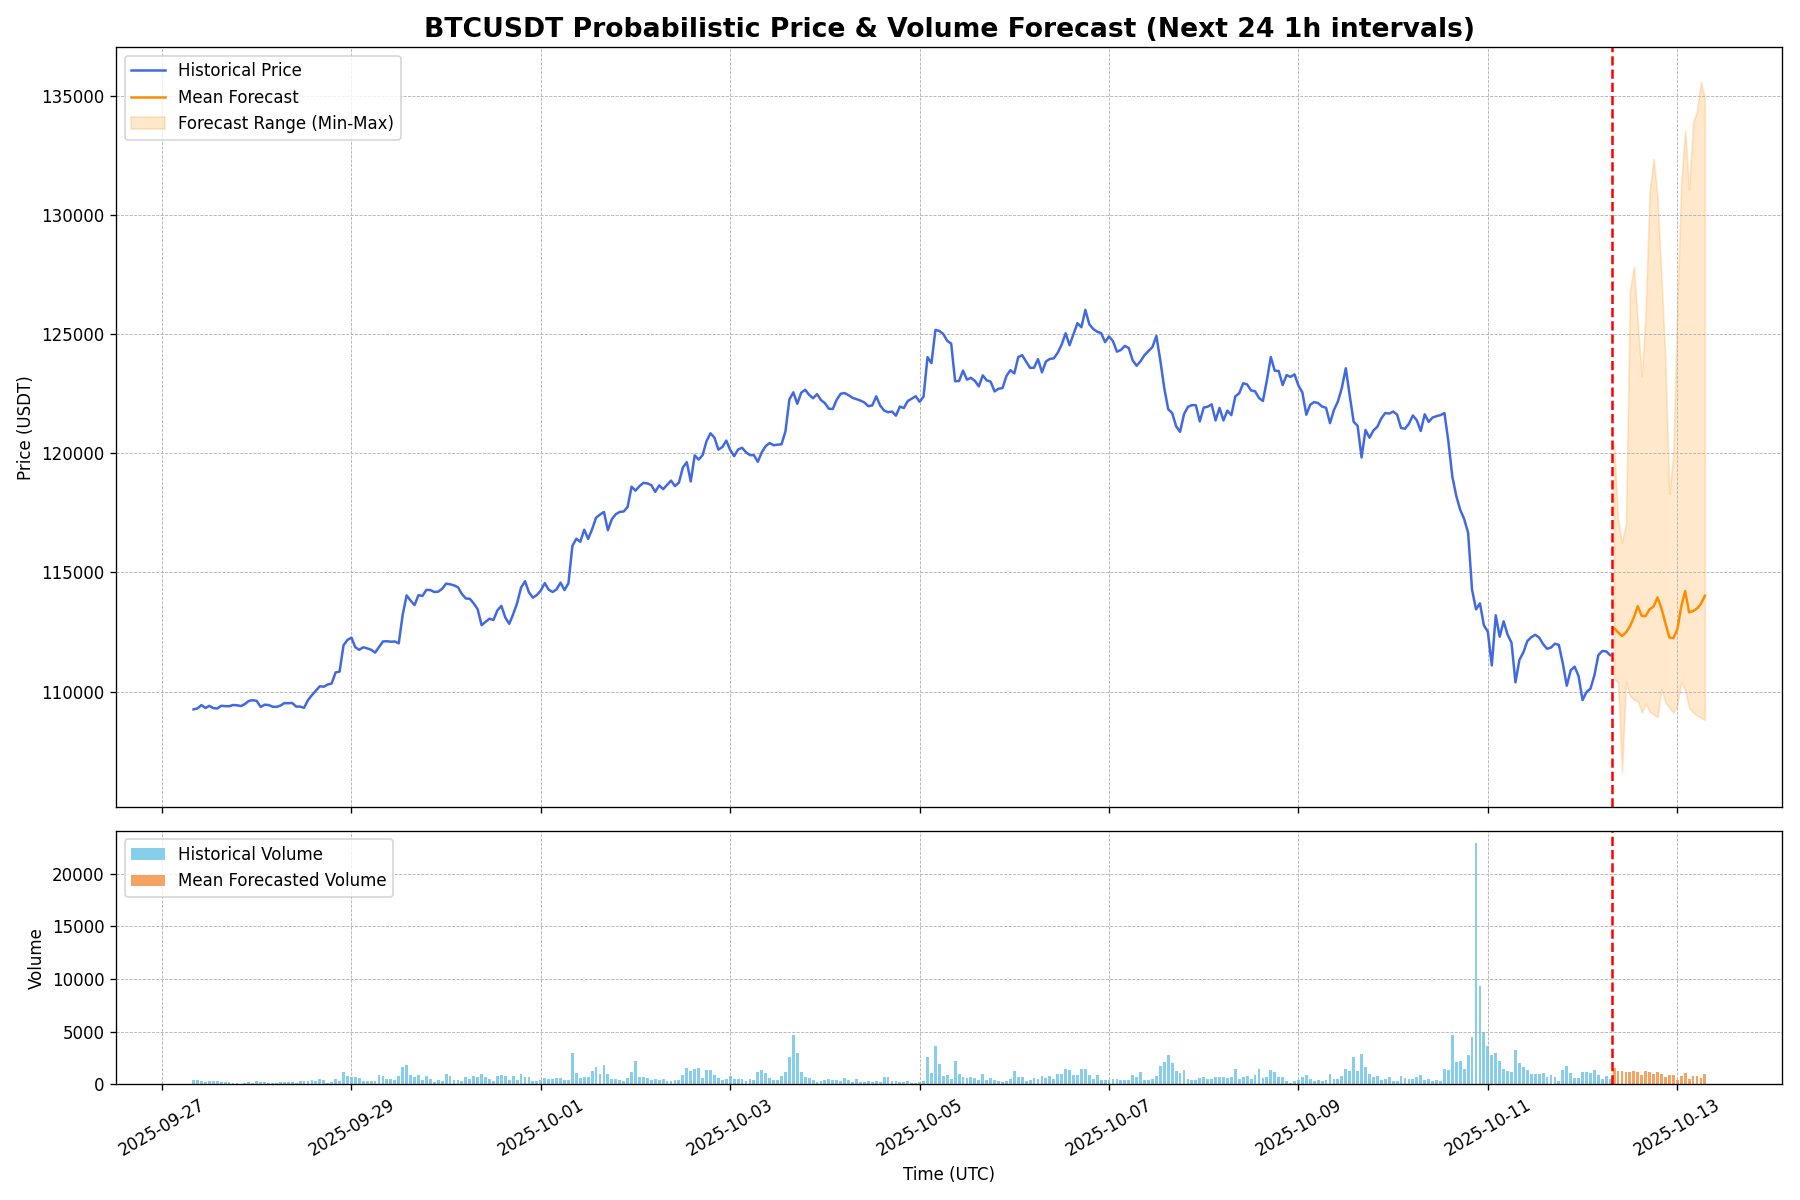 BTCUSDT Probabilistic Price & Volume Forecast (Next 24 1h intervals)
Historical Price
Mean Forecast
Forecast Range (Min-Max)
Price (USDT)
135000
130000
125000
120000
115000
110000
Historical Volume
Mean Forecasted Volume
Volume
20000
15000
10000
5000
0
2025-09-27
2025-09-29
2025-10-01
2025-10-03
2025-10-05
2025-10-07
2025-10-09
2025-10-11
2025-10-13
Time (UTC)